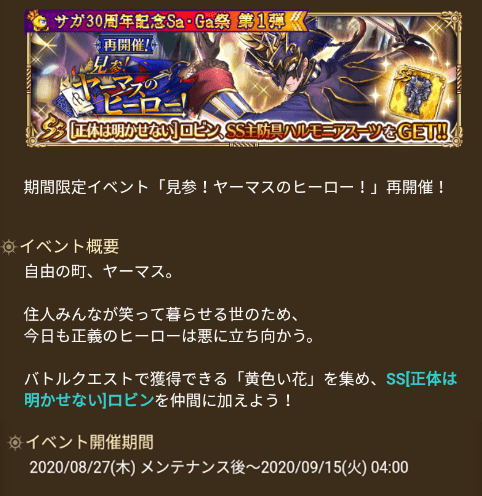 サガ30周年記念Sa・Ga祭 第1弾
再開催!
見参!
ヤーマスの
ヒーロー!
SS[正体は明かせない]ロビン、SS主防具ハルモニアスーツをGET!!
期間限定イベント「見参！ヤーマスのヒーロー！」再開催！
イベント概要
自由の町、ヤーマス。
住人みんなが笑って暮らせる世のため、
今日も正義のヒーローは悪に立ち向かう。
バトルクエストで獲得できる「黄色い花」を集め、SS[正体は
明かせない]ロビンを仲間に加えよう！
イベント開催期間
2020/08/27(木) メンテナンス後～2020/09/15(火) 04:00